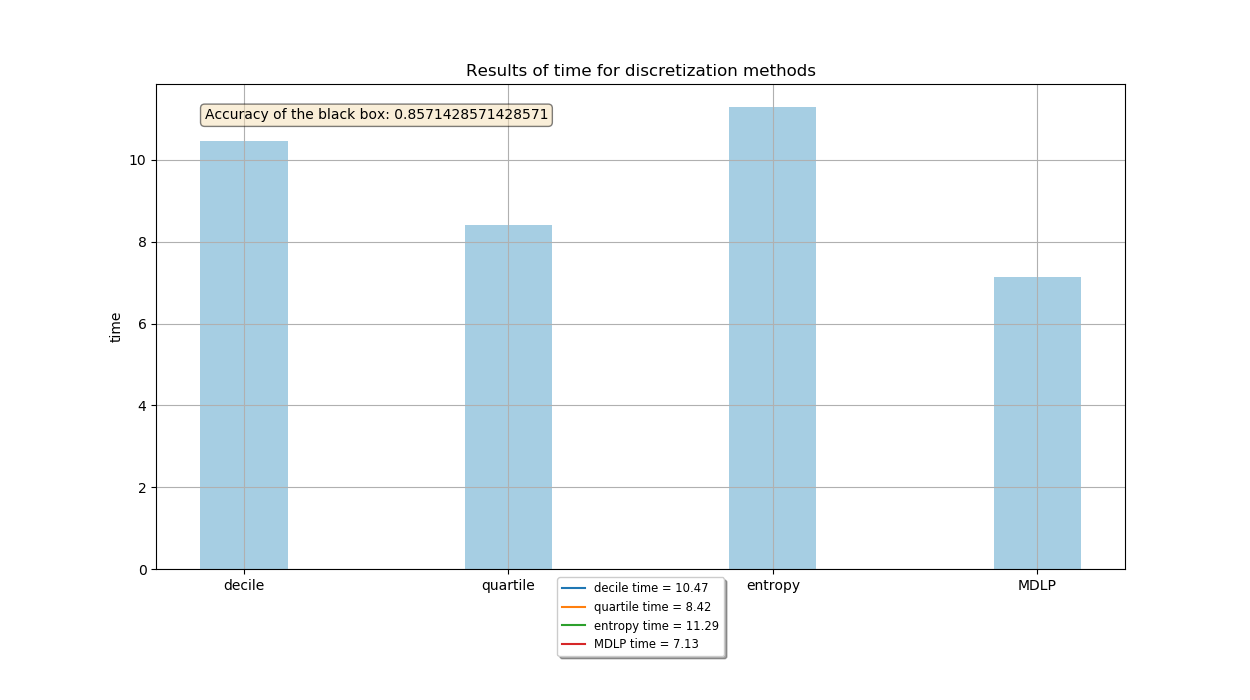 Results of time for discretization methods
Accuracy of the black box: 0.8571428571428571
10
8
6
4
2
0
time
decile
quartile
entropy
MDLP
decile time = 10.47
quartile time = 8.42
entropy time = 11.29
MDLP time = 7.13